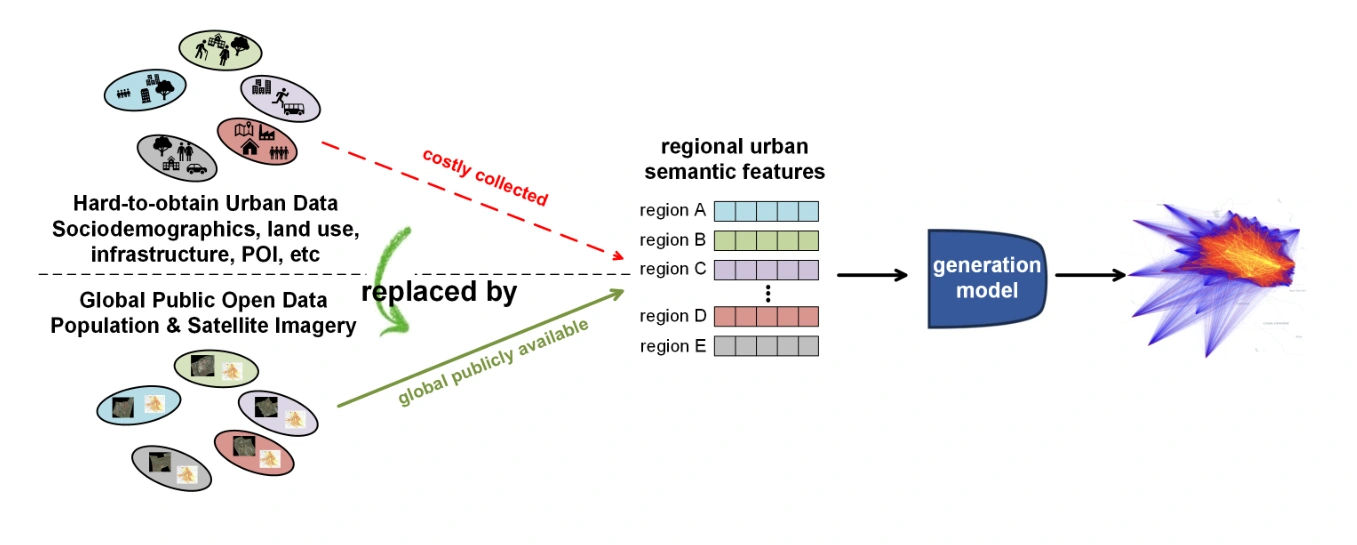 Hard-to-obtain Urban Data
Sociodemographics, land use,
infrastructure, POI, etc
replaced by
Global Public Open Data
Population & Satellite Imagery
costly collected
global publicly available
regional urban
semantic features
region A
region B
region C
region D
region E
generation
model